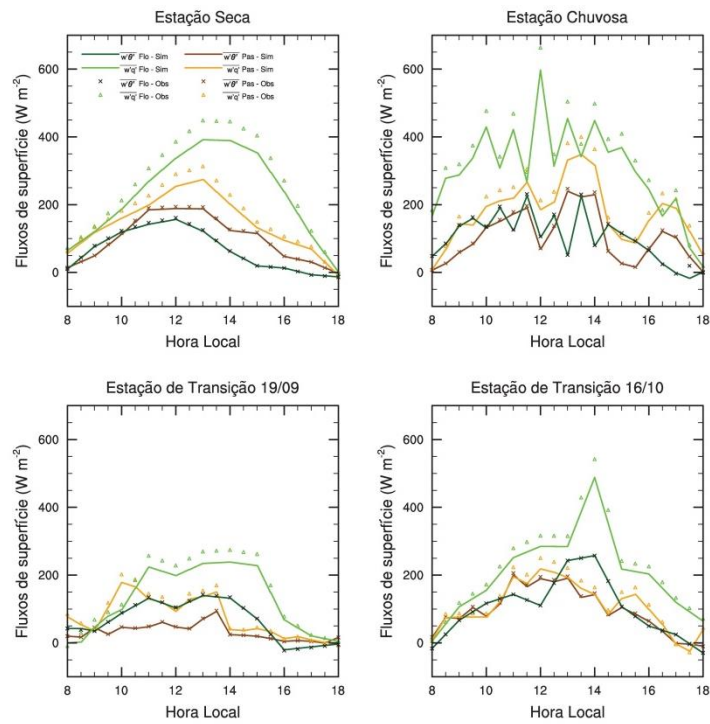 Estação Seca
Estação Chuvosa
Fluxos de superfície (W m⁻²)
600
400
200
0
w'θ' Flo - Sim
w'θ' Pas - Sim
w'q' Flo - Sim
w'q' Pas - Sim
w'θ' Flo - Obs
w'θ' Pas - Obs
w'q' Flo - Obs
w'q' Pas - Obs
8 10 12 14 16 18
Hora Local
Fluxos de superfície (W m⁻²)
600
400
200
0
8 10 12 14 16 18
Hora Local
Estação de Transição 19/09
Estação de Transição 16/10
Fluxos de superfície (W m⁻²)
600
400
200
0
8 10 12 14 16 18
Hora Local
Fluxos de superfície (W m⁻²)
600
400
200
0
8 10 12 14 16 18
Hora Local